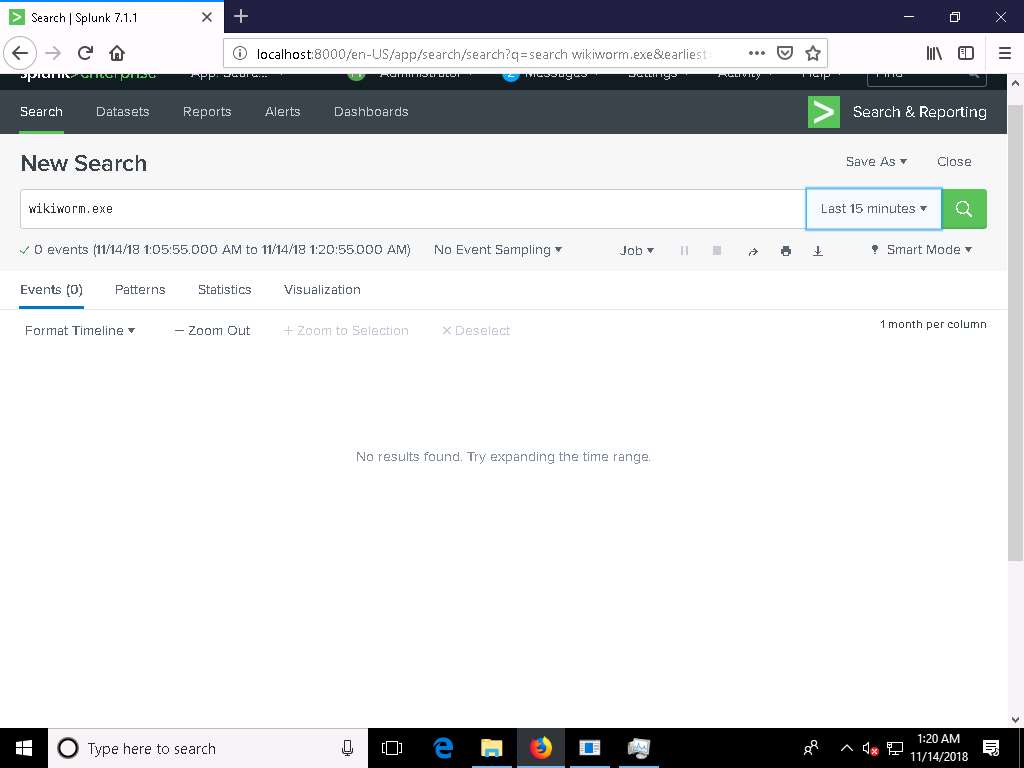 Search | Splunk 7.1.1
localhost:8000/en-US/app/search/search?q=search wikiworm.exe&earliest
splunk>enterprise App: Sear... Administrator 2 Messages Settings Activity Help Find
Search Datasets Reports Alerts Dashboards Search & Reporting
New Search Save As Close
wikiworm.exe Last 15 minutes
0 events (11/14/18 1:05:55.000 AM to 11/14/18 1:20:55.000 AM) No Event Sampling Job Smart Mode
Events (0) Patterns Statistics Visualization
Format Timeline — Zoom Out + Zoom to Selection × Deselect 1 month per column
No results found. Try expanding the time range.
Type here to search
1:20 AM
11/14/2018